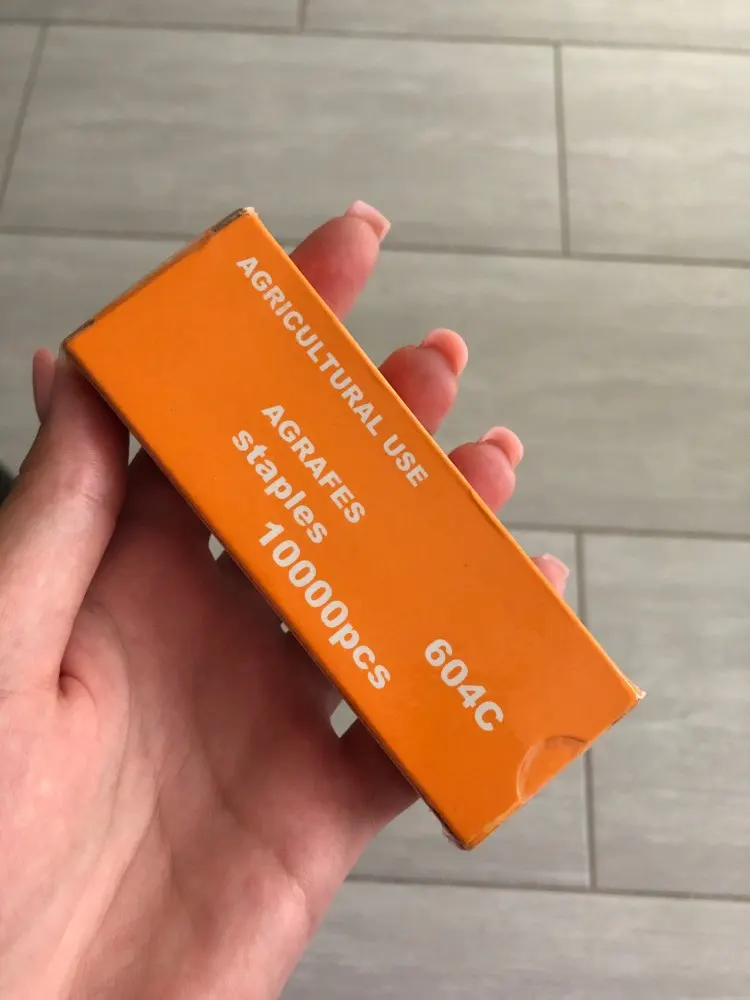 AGRICULTURAL USE
AGRAFES
staples
10000pcs
604C